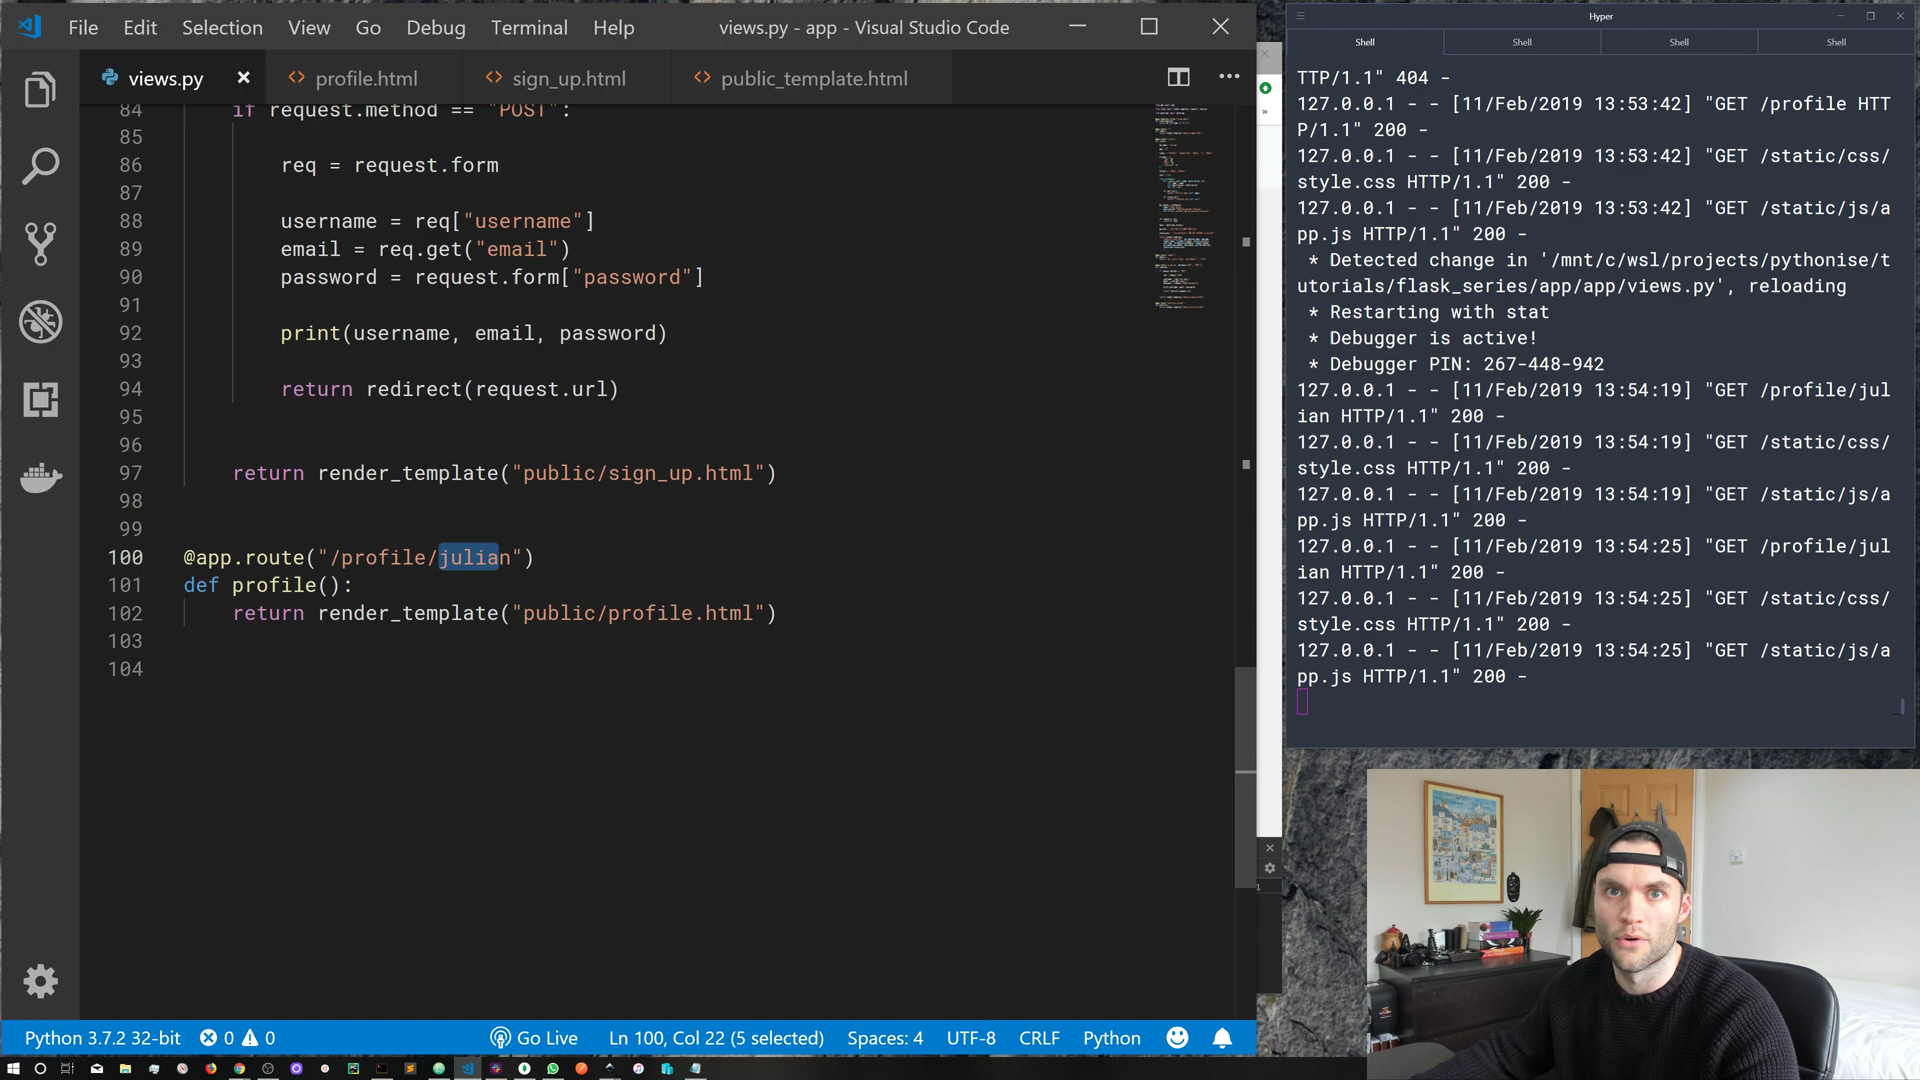 File Edit Selection View Go Debug Terminal Help
views.py - app - Visual Studio Code
views.py
profile.html
sign_up.html
public_template.html
84 if request.method == "POST":
85
86 req = request.form
87
88 username = req["username"]
89 email = req.get("email")
90 password = request.form["password"]
91
92 print(username, email, password)
93
94 return redirect(request.url)
95
96
97 return render_template("public/sign_up.html")
98
99
100 @app.route("/profile/julian")
101 def profile():
102 return render_template("public/profile.html")
103
104
Python 3.7.2 32-bit 0 0 Go Live Ln 100, Col 22 (5 selected) Spaces: 4 UTF-8 CRLF Python
Hyper
Shell Shell Shell Shell
TTP/1.1" 404 -
127.0.0.1 - - [11/Feb/2019 13:53:42] "GET /profile HTT
P/1.1" 200 -
127.0.0.1 - - [11/Feb/2019 13:53:42] "GET /static/css/
style.css HTTP/1.1" 200 -
127.0.0.1 - - [11/Feb/2019 13:53:42] "GET /static/js/a
pp.js HTTP/1.1" 200 -
* Detected change in '/mnt/c/wsl/projects/pythonise/t
utorials/flask_series/app/app/views.py', reloading
* Restarting with stat
* Debugger is active!
* Debugger PIN: 267-448-942
127.0.0.1 - - [11/Feb/2019 13:54:19] "GET /profile/jul
ian HTTP/1.1" 200 -
127.0.0.1 - - [11/Feb/2019 13:54:19] "GET /static/css/
style.css HTTP/1.1" 200 -
127.0.0.1 - - [11/Feb/2019 13:54:19] "GET /static/js/a
pp.js HTTP/1.1" 200 -
127.0.0.1 - - [11/Feb/2019 13:54:25] "GET /profile/jul
ian HTTP/1.1" 200 -
127.0.0.1 - - [11/Feb/2019 13:54:25] "GET /static/css/
style.css HTTP/1.1" 200 -
127.0.0.1 - - [11/Feb/2019 13:54:25] "GET /static/js/a
pp.js HTTP/1.1" 200 -